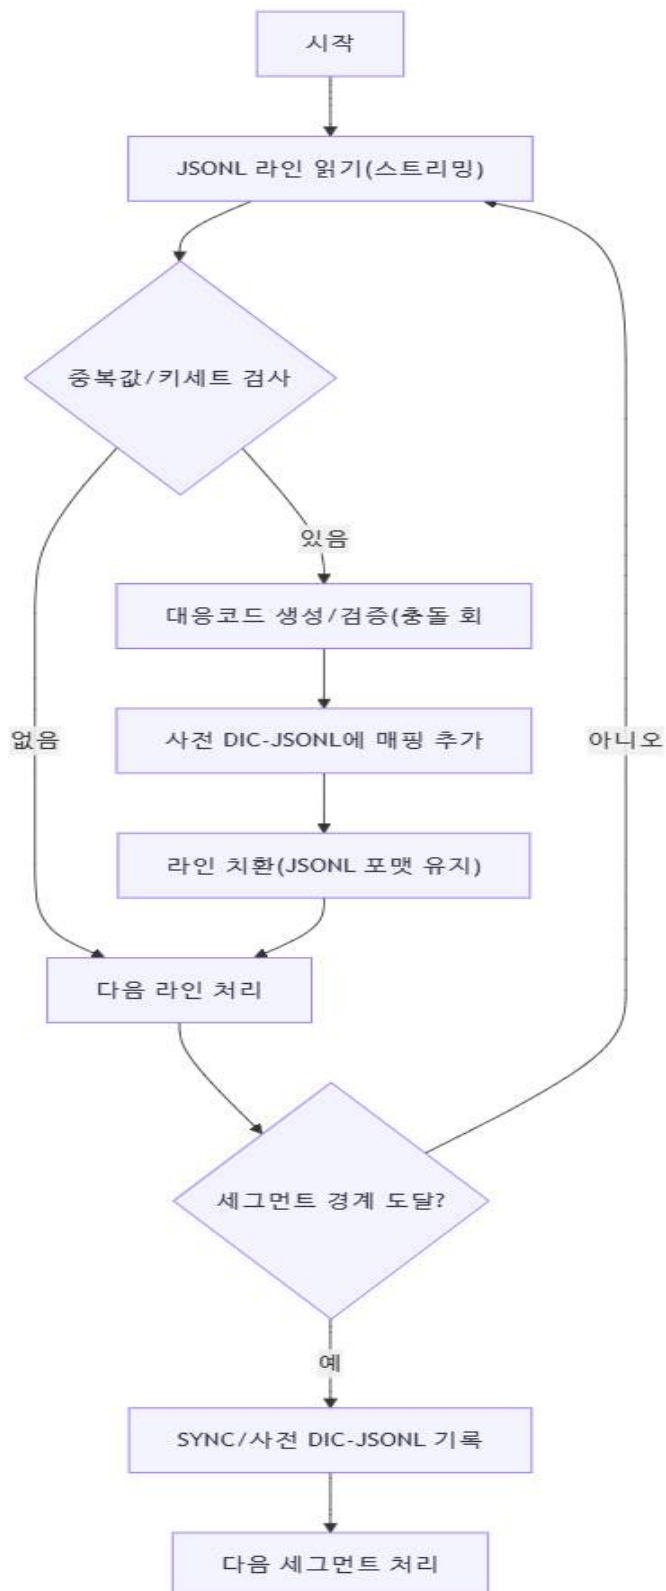 시작
JSONL 라인 읽기(스트리밍)
중복값/키세트 검사
있음
대응코드 생성/검증(충돌 회
없음
사전 DIC-JSONL에 매핑 추가
아니오
라인 치환(JSONL 포맷 유지)
다음 라인 처리
세그먼트 경계 도달?
예
SYNC/사전 DIC-JSONL 기록
다음 세그먼트 처리